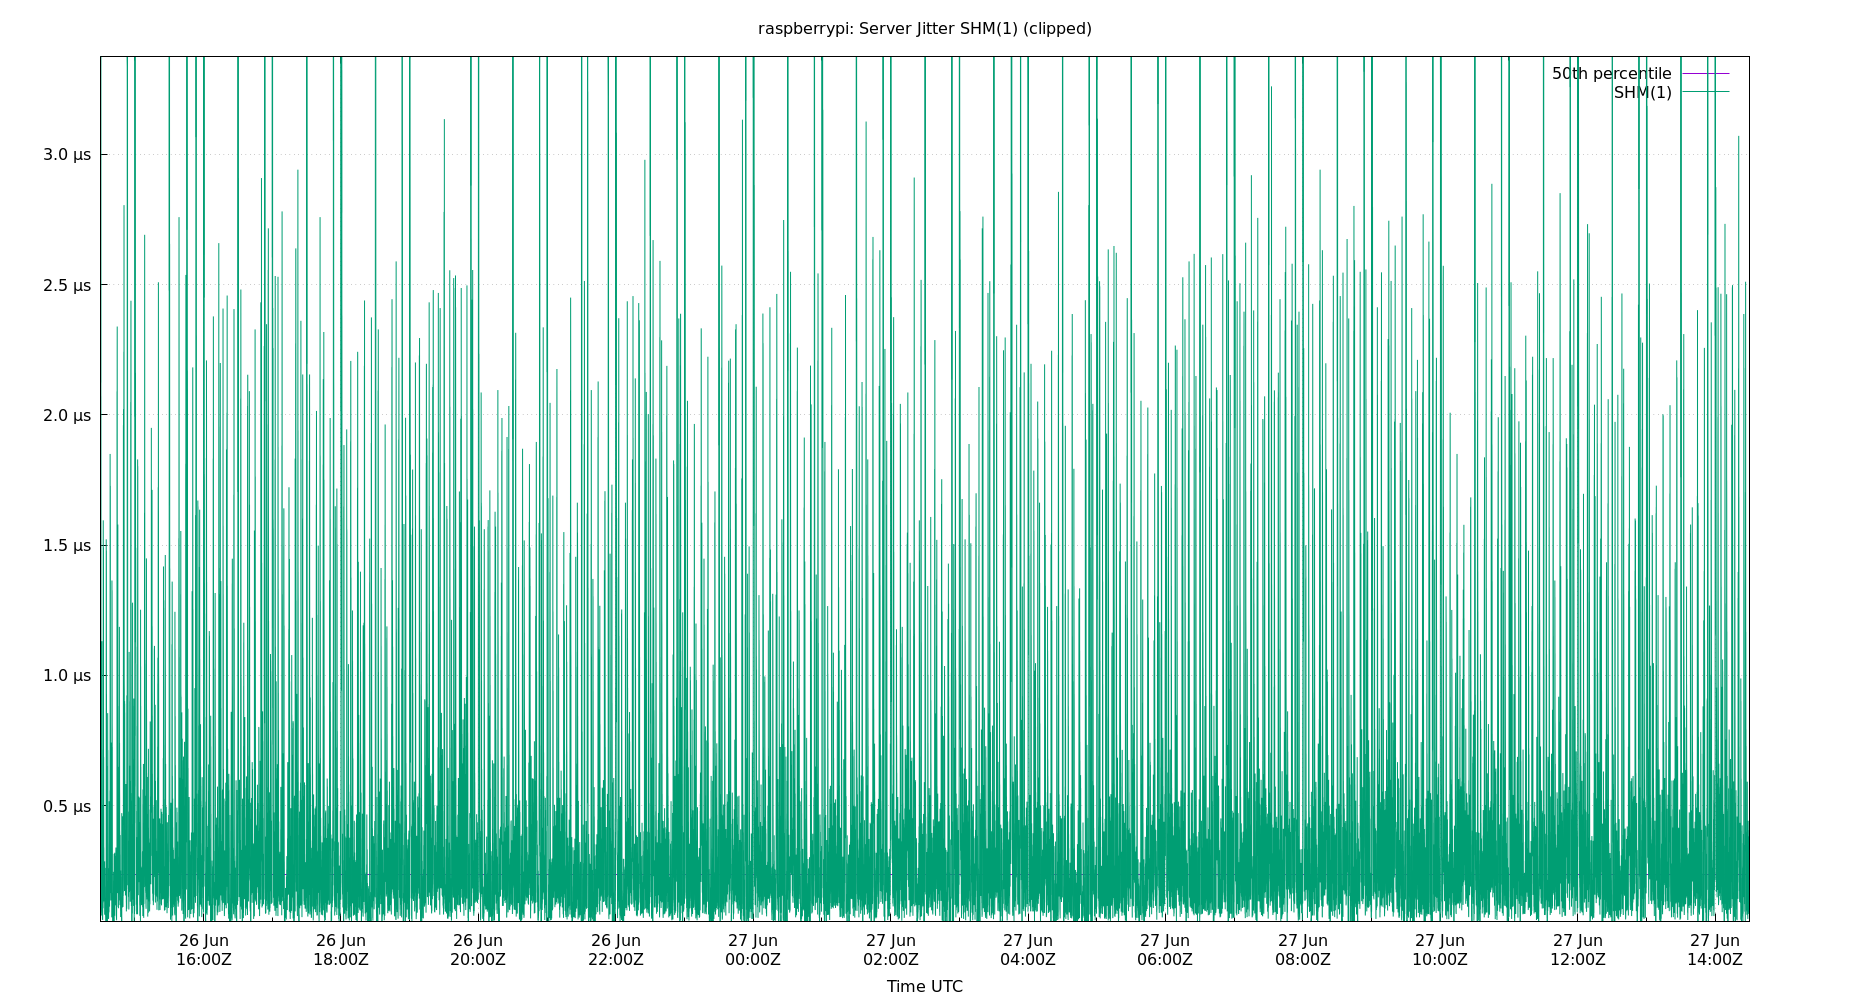 raspberrypi: Server Jitter SHM(1) (clipped)
50th percentile
SHM(1)
3.0 µs
2.5 µs
2.0 µs
1.5 µs
1.0 µs
0.5 µs
26 Jun 26 Jun 26 Jun 26 Jun 27 Jun 27 Jun 27 Jun 27 Jun 27 Jun 27 Jun 27 Jun 27 Jun
16:00Z 18:00Z 20:00Z 22:00Z 00:00Z 02:00Z 04:00Z 06:00Z 08:00Z 10:00Z 12:00Z 14:00Z
Time UTC